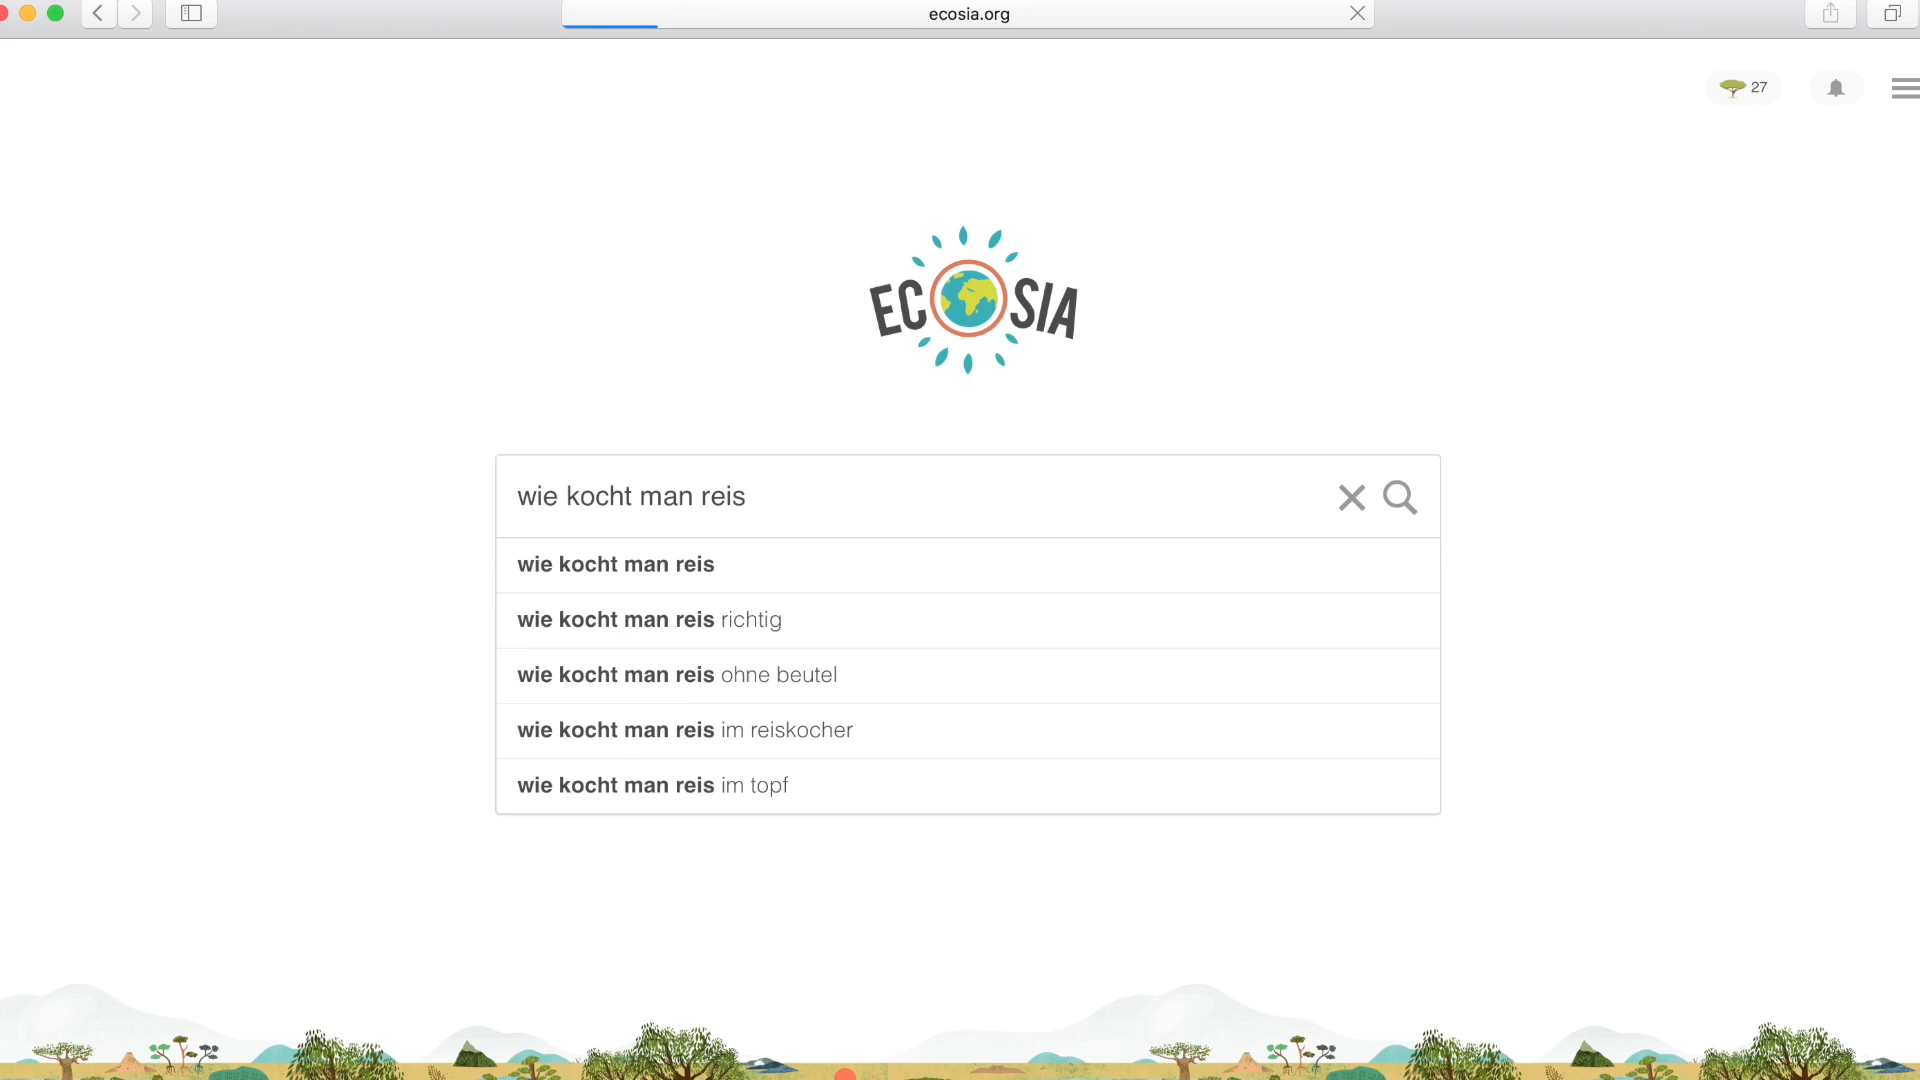 ecosia.org
27
ECOSIA
wie kocht man reis
wie kocht man reis
wie kocht man reis richtig
wie kocht man reis ohne beutel
wie kocht man reis im reiskocher
wie kocht man reis im topf